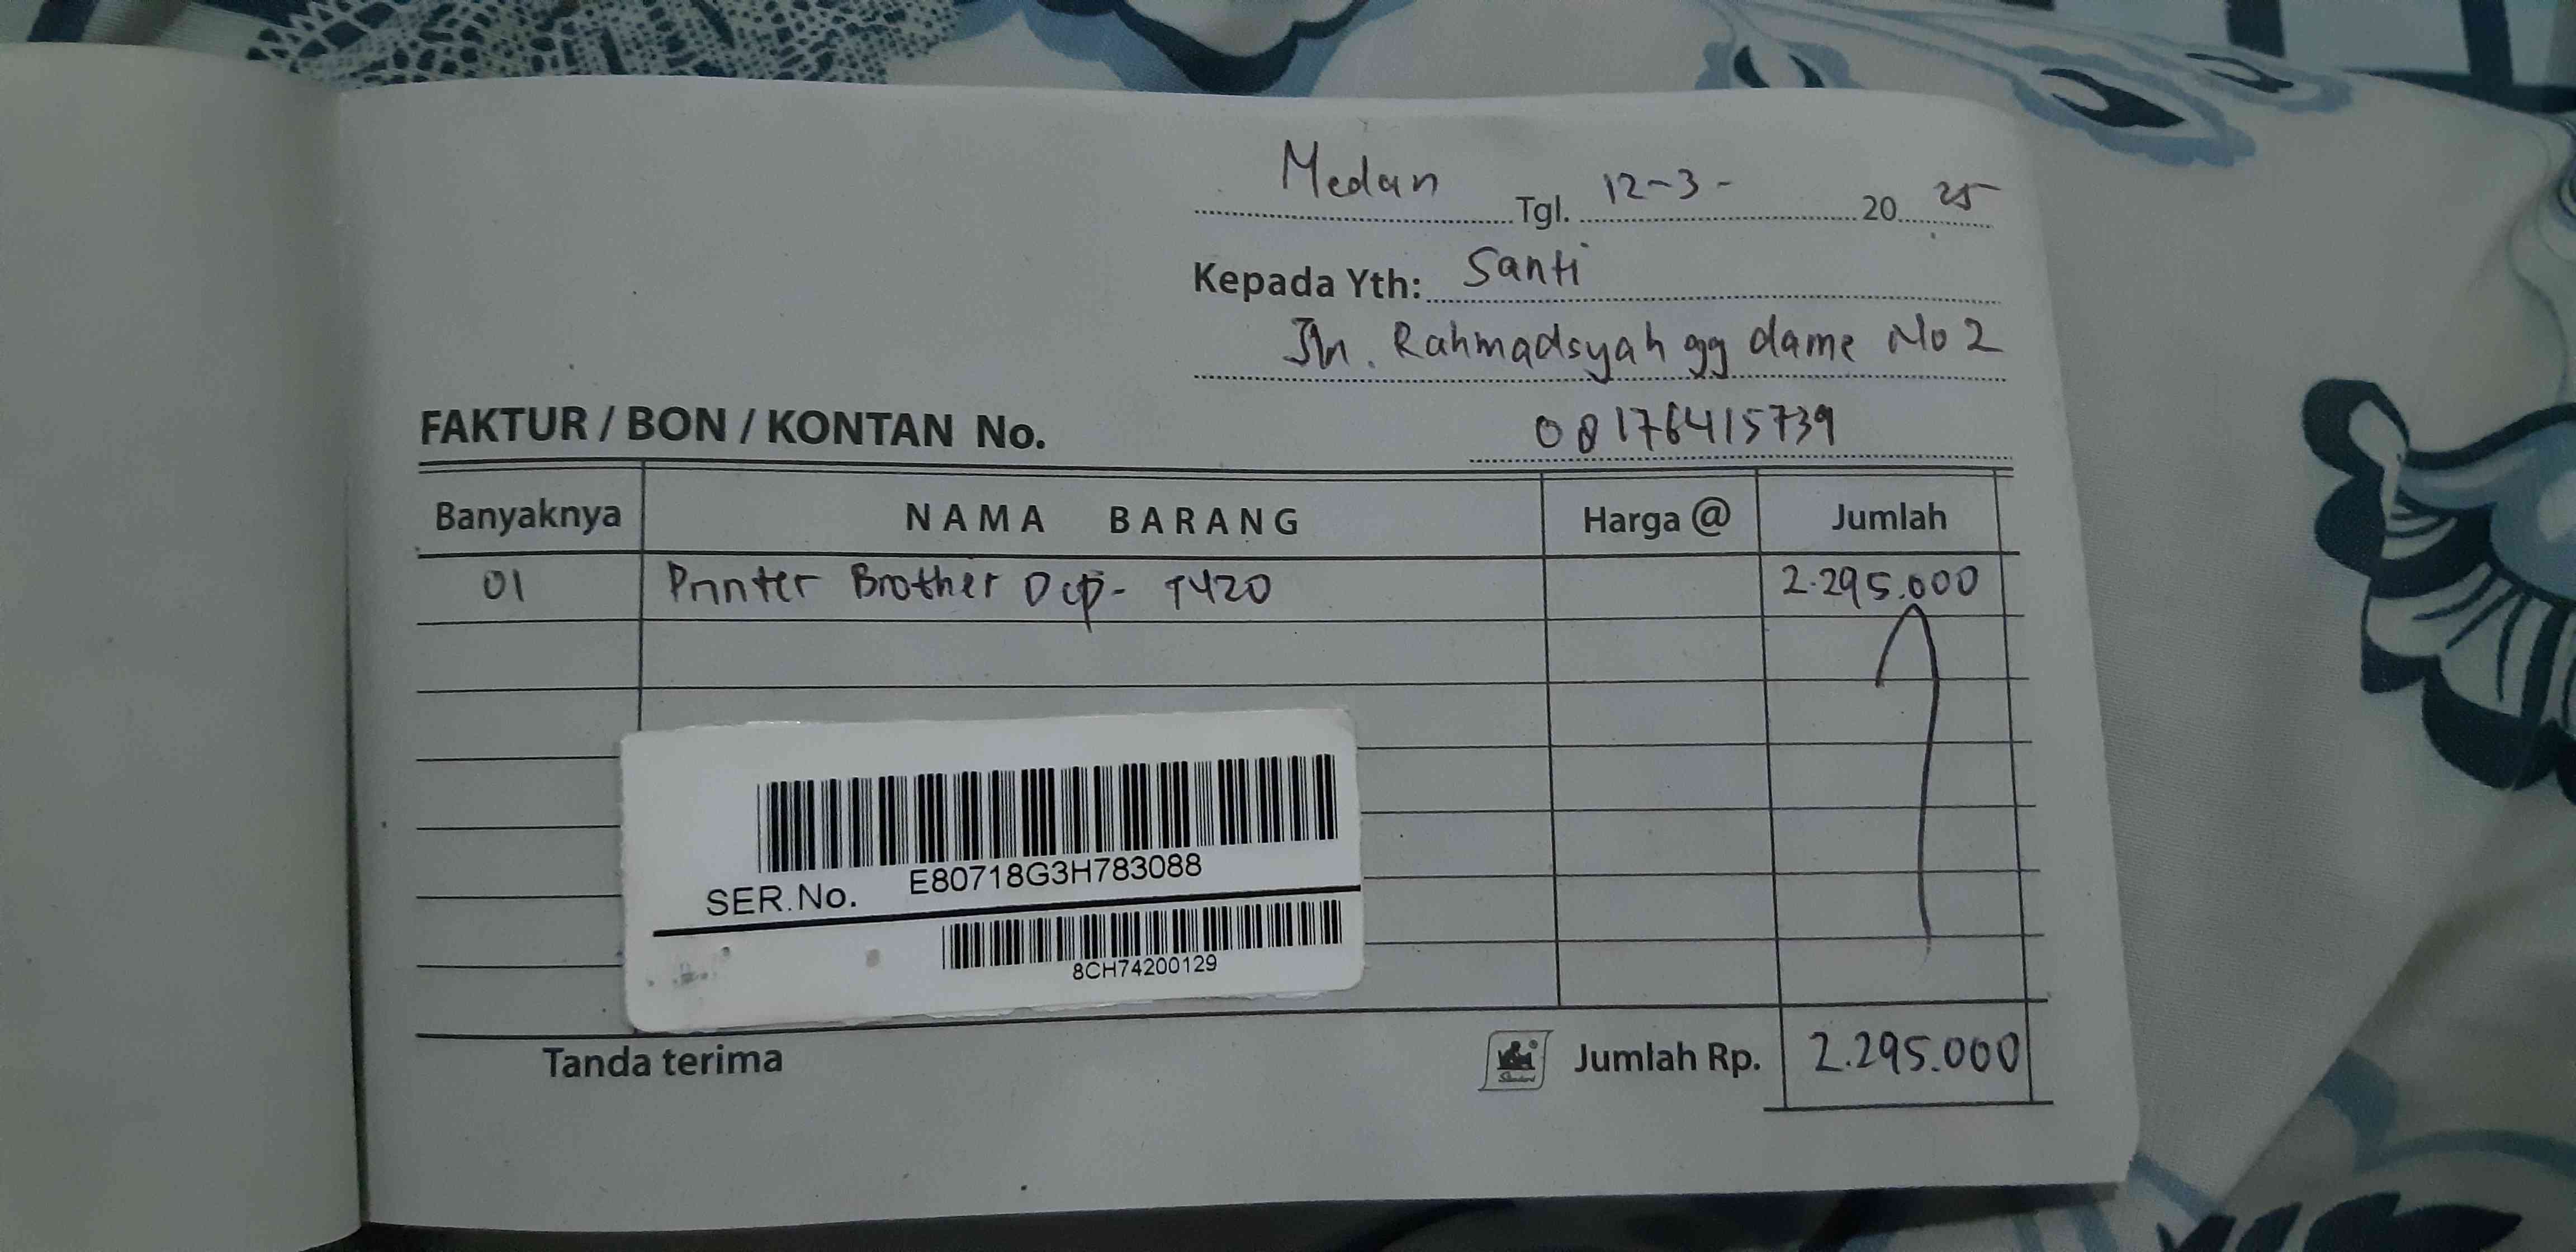 Medan Tgl. 12-3- 20 25
Kepada Yth: Santi
Jln. Rahmadsyah gg dame No 2
FAKTUR / BON / KONTAN No. 08176415739
Banyaknya NAMA BARANG Harga @ Jumlah
01 Printer Brother Dcp- T420 2.295.000
E80718G3H783088
SER.No.
8CH74200129
Tanda terima Jumlah Rp. 2.295.000